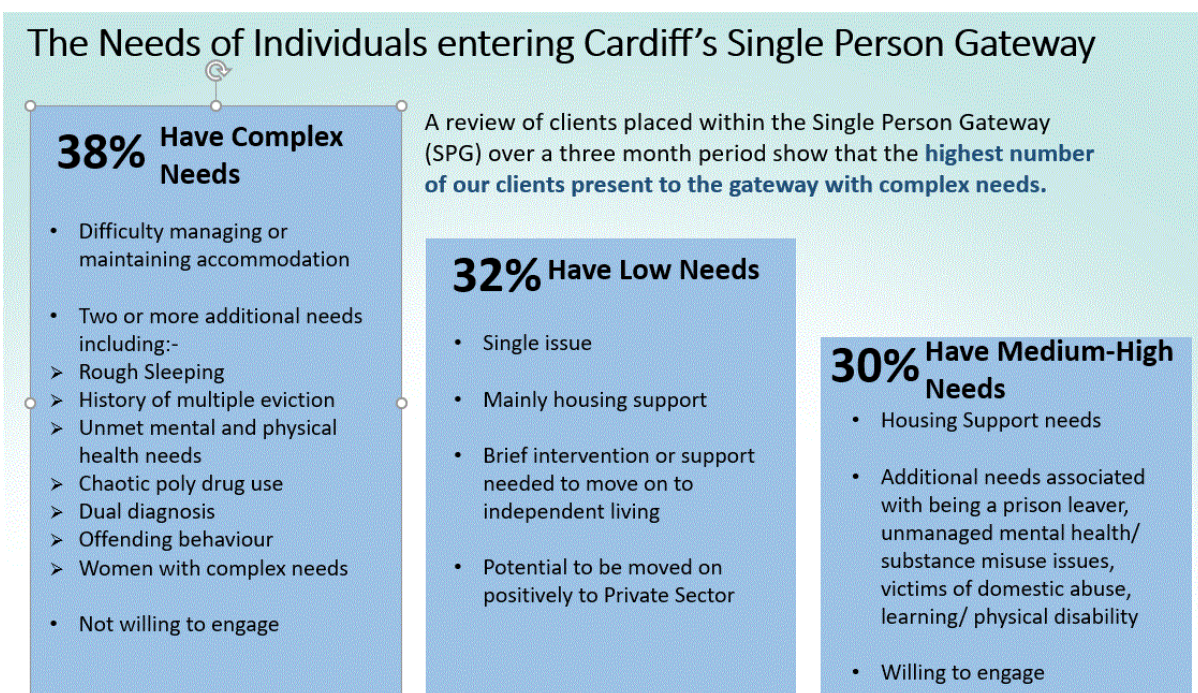 The Needs of Individuals entering Cardiff's Single Person Gateway
38% Have Complex
Needs
• Difficulty managing or
maintaining accommodation
• Two or more additional needs
including:-
➢ Rough Sleeping
➢ History of multiple eviction
➢ Unmet mental and physical
health needs
➢ Chaotic poly drug use
➢ Dual diagnosis
➢ Offending behaviour
➢ Women with complex needs
• Not willing to engage
A review of clients placed within the Single Person Gateway
(SPG) over a three month period show that the highest number
of our clients present to the gateway with complex needs.
32% Have Low Needs
• Single issue
• Mainly housing support
• Brief intervention or support
needed to move on to
independent living
• Potential to be moved on
positively to Private Sector
30% Have Medium-High
Needs
• Housing Support needs
• Additional needs associated
with being a prison leaver,
unmanaged mental health/
substance misuse issues,
victims of domestic abuse,
learning/ physical disability
• Willing to engage